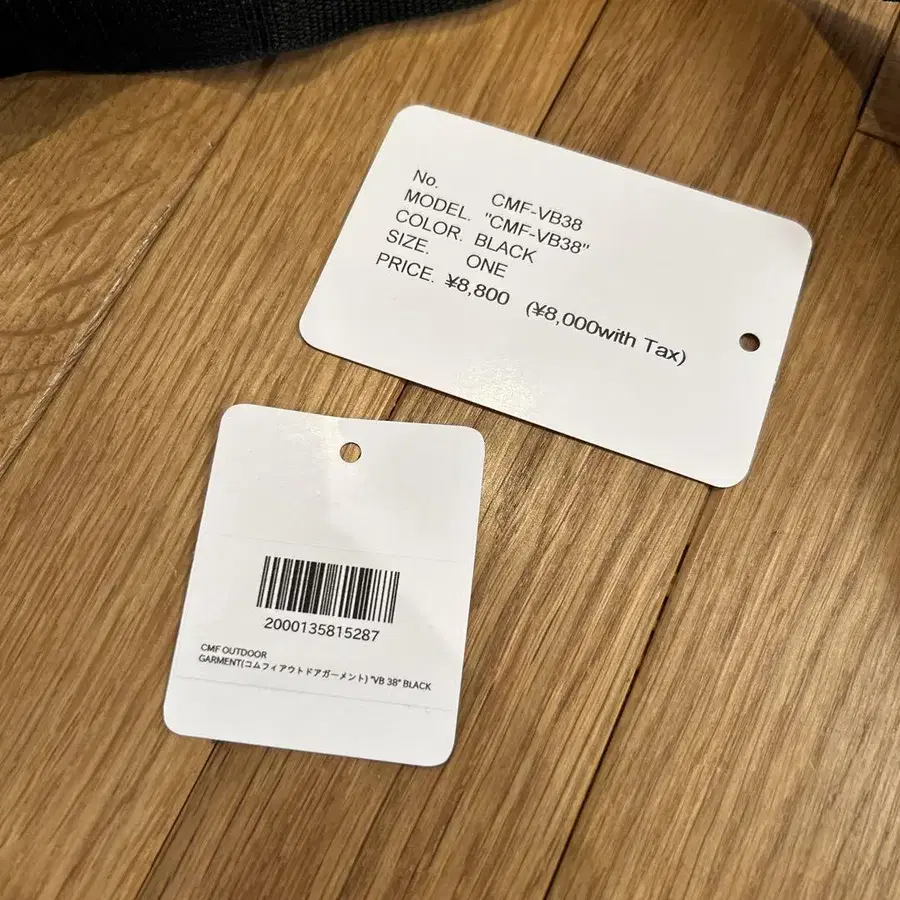 No. CMF-VB38
MODEL. "CMF-VB38"
COLOR. BLACK
SIZE. ONE
PRICE. ¥8,800 (¥8,000with Tax)
2000135815287
CMF OUTDOOR
GARMENT(コムフィアウトドアガーメント) "VB 38" BLACK